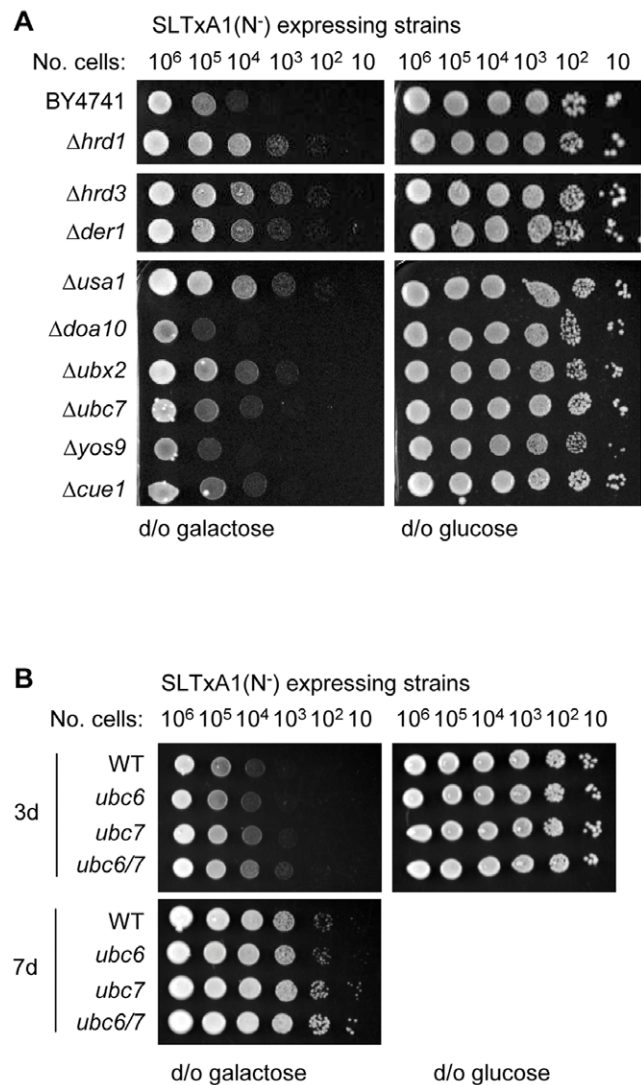 A
SLTxA1(N-) expressing strains
No. cells: 10⁶ 10⁵ 10⁴ 10³ 10² 10 10⁶ 10⁵ 10⁴ 10³ 10² 10
BY4741
Δhrd1
Δhrd3
Δder1
Δusa1
Δdoa10
Δubx2
Δubc7
Δyos9
Δcue1
d/o galactose d/o glucose
B
SLTxA1(N-) expressing strains
No. cells: 10⁶ 10⁵ 10⁴ 10³ 10² 10 10⁶ 10⁵ 10⁴ 10³ 10² 10
3d
WT
ubc6
ubc7
ubc6/7
7d
WT
ubc6
ubc7
ubc6/7
d/o galactose d/o glucose